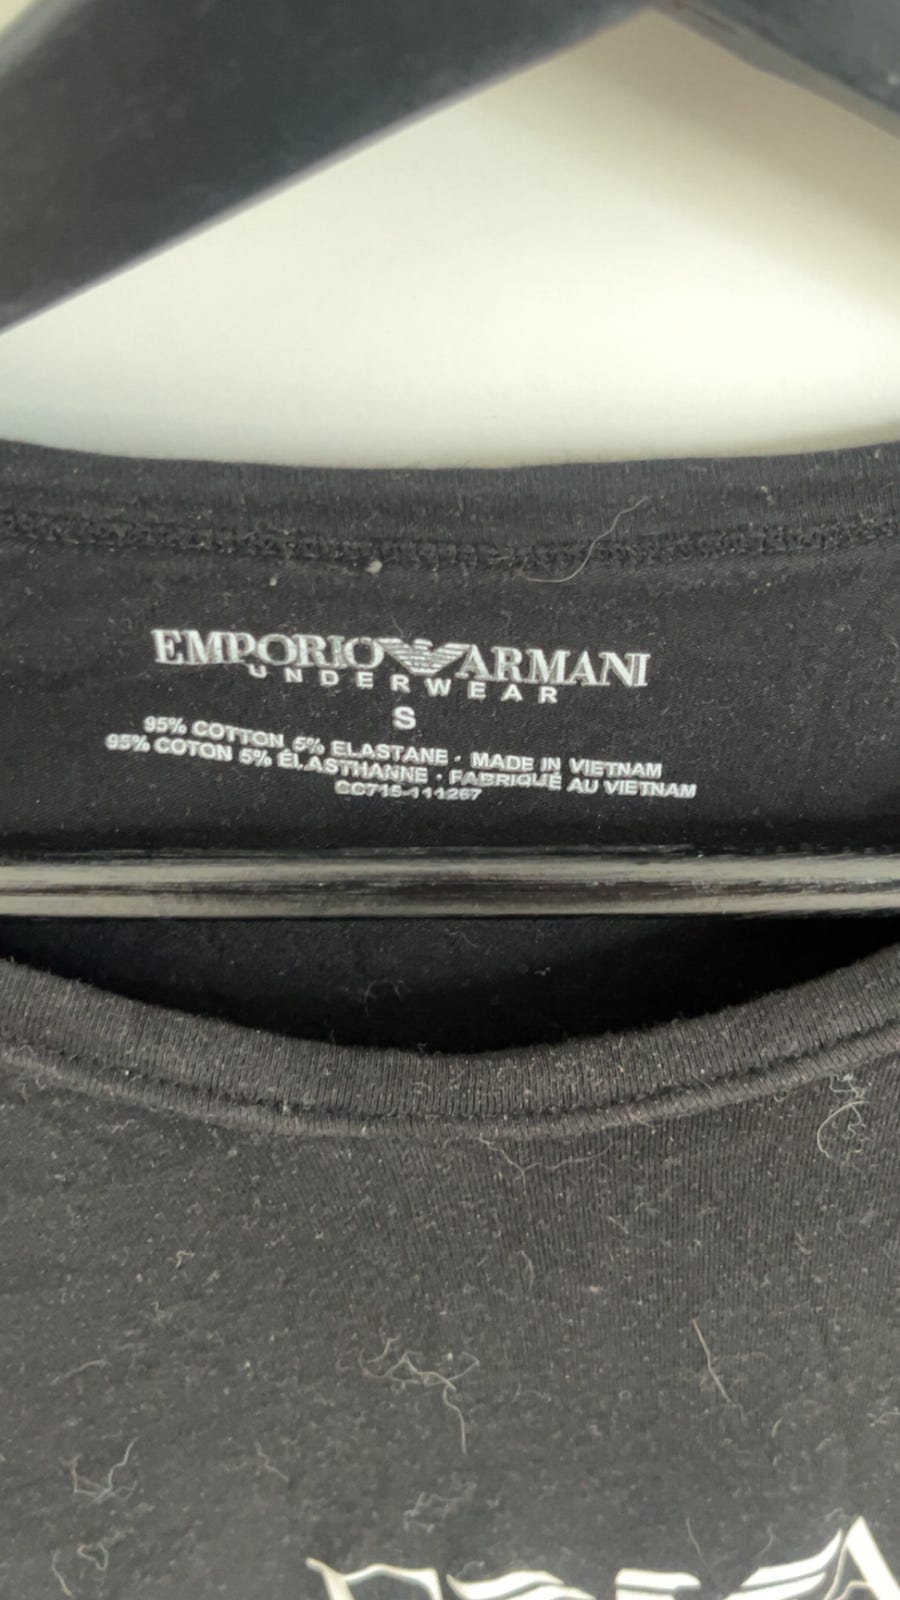 EMPORIO ARMANI
UNDERWEAR
S
95% COTTON 5% ELASTANE · MADE IN VIETNAM
95% COTON 5% ÉLASTHANNE · FABRIQUÉ AU VIETNAM
CC715-111267